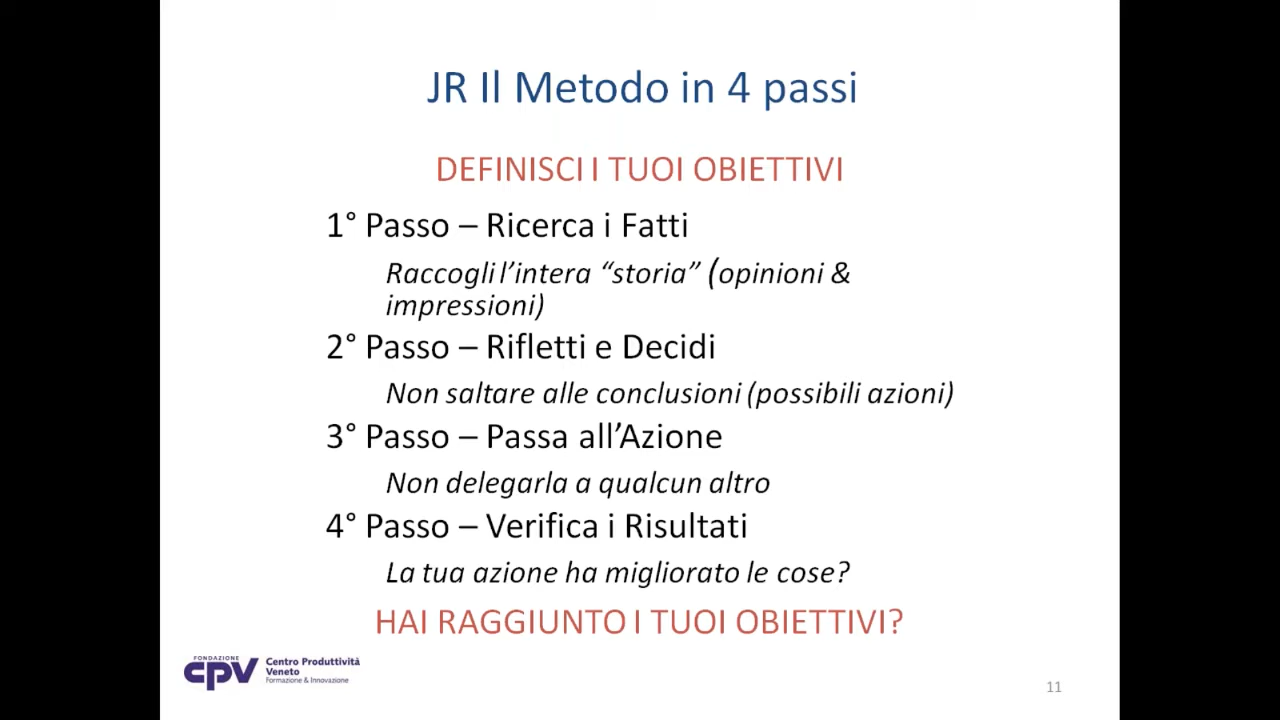 JR Il Metodo in 4 passi
DEFINISCI I TUOI OBIETTIVI
1° Passo – Ricerca i Fatti
Raccogli l’intera “storia” (opinioni &
impressioni)
2° Passo – Rifletti e Decidi
Non saltare alle conclusioni (possibili azioni)
3° Passo – Passa all’Azione
Non delegarla a qualcun altro
4° Passo – Verifica i Risultati
La tua azione ha migliorato le cose?
HAI RAGGIUNTO I TUOI OBIETTIVI?
FONDAZIONE
CPV
Centro Produttività
Veneto
Formazione & Innovazione
11